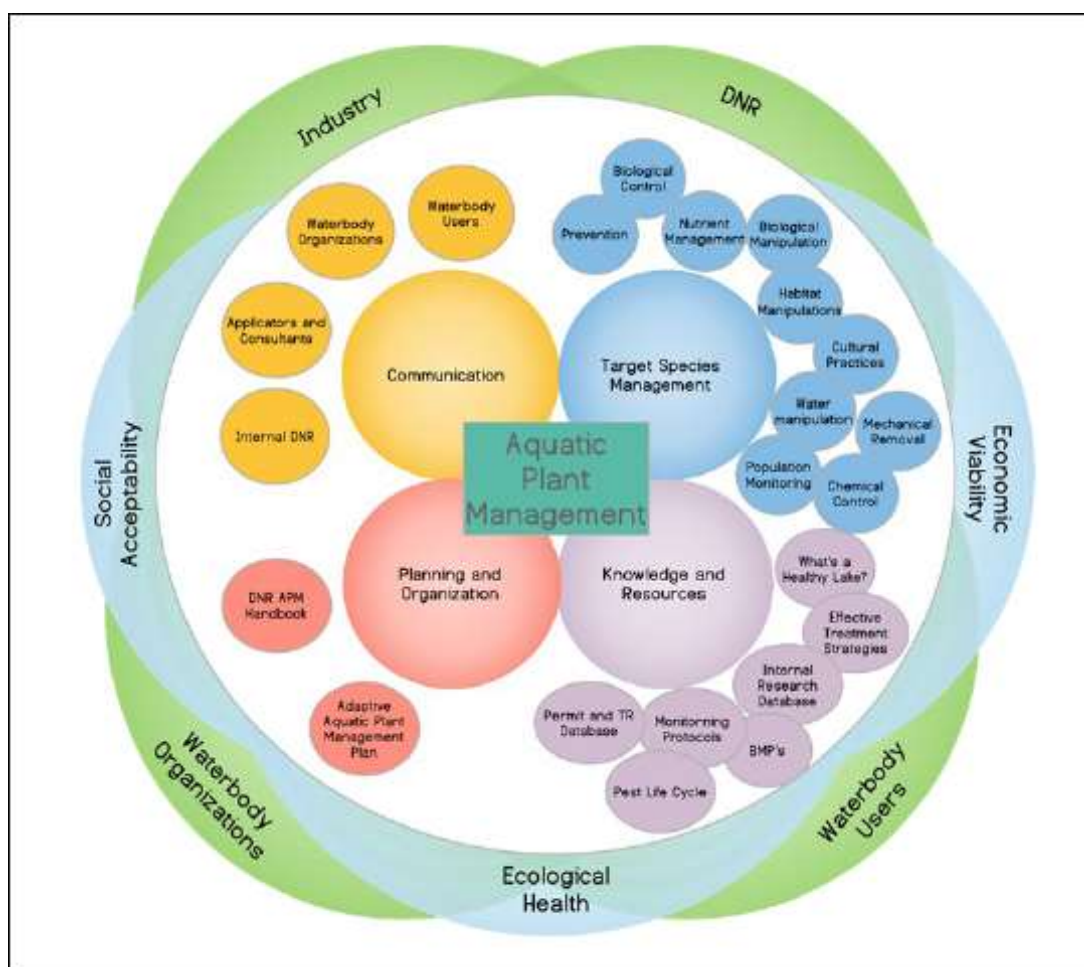 Industry
DNR
Waterbody
Organizations
Waterbody
Users
Applicators and
Consultants
Internal DNR
Communication
Biological
Control
Prevention
Nutrient
Management
Biological
Manipulation
Habitat
Manipulations
Cultural
Practices
Water
manipulation
Mechanical
Removal
Population
Monitoring
Chemical
Control
Target Species
Management
Aquatic
Plant
Management
Social
Acceptability
Economic
Viability
Planning and
Organization
DNR APM
Handbook
Adaptive
Aquatic Plant
Management
Plan
Knowledge and
Resources
What's a
Healthy Lake?
Effective
Treatment
Strategies
Internal
Research
Database
Permit and TR
Database
Monitorning
Protocols
BMP's
Pest Life Cycle
Waterbody
Organizations
Ecological
Health
Waterbody
Users